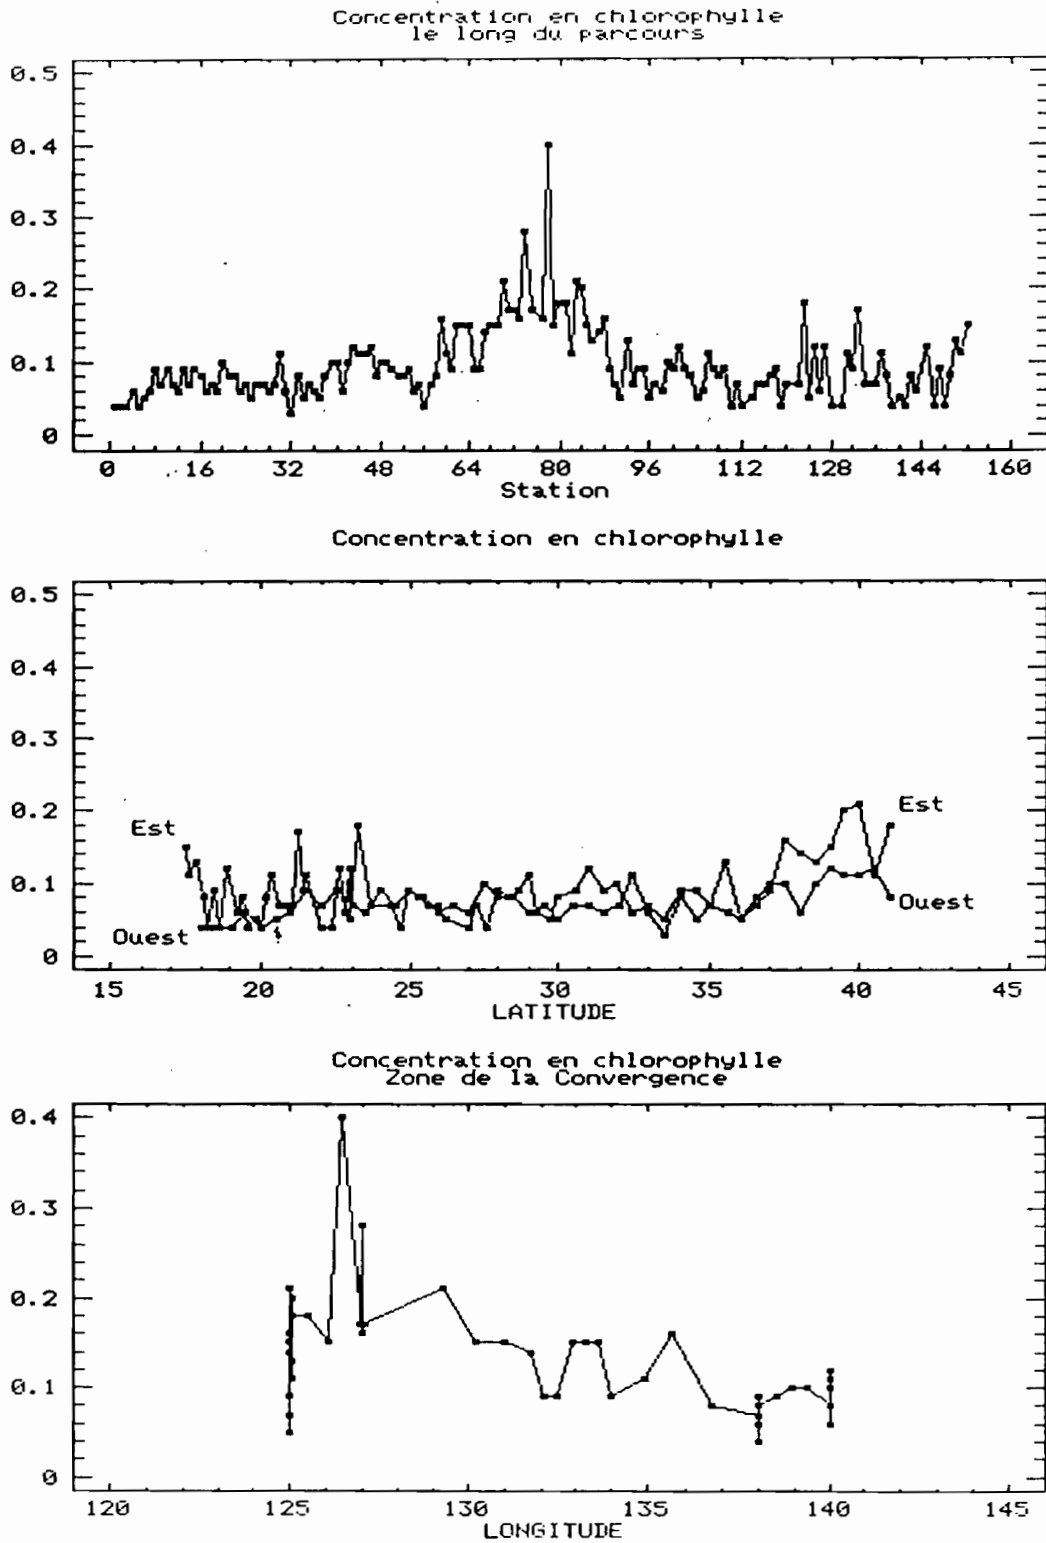 Concentration en chlorophylle
le long du parcours
0.5
0.4
0.3
0.2
0.1
0
0 16 32 48 64 80 96 112 128 144 160
Station
Concentration en chlorophylle
0.5
0.4
0.3
0.2
0.1
0
Est
Ouest
Est
Ouest
15 20 25 30 35 40 45
LATITUDE
Concentration en chlorophylle
Zone de la Convergence
0.4
0.3
0.2
0.1
0
120 125 130 135 140 145
LONGITUDE